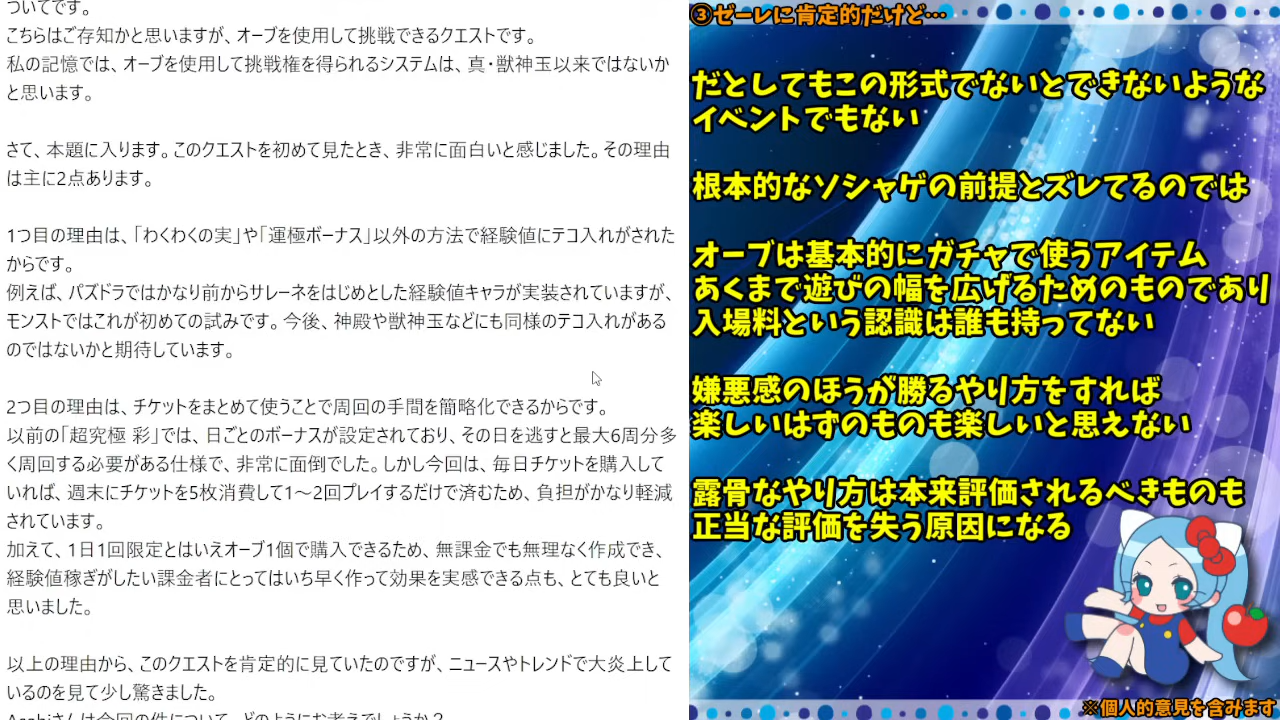 ついてです。
こちらはご存知かと思いますが、オーブを使用して挑戦できるクエストです。
私の記憶では、オーブを使用して挑戦権を得られるシステムは、真・獣神玉以来ではないか
と思います。
さて、本題に入ります。このクエストを初めて見たとき、非常に面白いと感じました。その理由
は主に2点あります。
1つ目の理由は、「わくわくの実」や「運極ボーナス」以外の方法で経験値にテコ入れがされた
からです。
例えば、パズドラではかなり前からサレーネをはじめとした経験値キャラが実装されていますが、
モンストではこれが初めての試みです。今後、神殿や獣神玉などにも同様のテコ入れがある
のではないかと期待しています。
2つ目の理由は、チケットをまとめて使うことで周回の手間を簡略化できるからです。
以前の「超究極 彩」では、日ごとのボーナスが設定されており、その日を逃すと最大6周分多
く周回する必要がある仕様で、非常に面倒でした。しかし今回は、毎日チケットを購入して
いれば、週末にチケットを5枚消費して1～2回プレイするだけで済むため、負担がかなり軽減
されています。
加えて、1日1回限定とはいえオーブ1個で購入できるため、無課金でも無理なく作成でき、
経験値稼ぎがしたい課金者にとってはいち早く作って効果を実感できる点も、とても良いと
思いました。
以上の理由から、このクエストを肯定的に見ていたのですが、ニュースやトレンドで大炎上して
いるのを見て少し驚きました。
③ゼーレに肯定的だけど…
だとしてもこの形式でないとできないような
イベントでもない
根本的なソシャゲの前提とズレてるのでは
オーブは基本的にガチャで使うアイテム
あくまで遊びの幅を広げるためのものであり
入場料という認識は誰も持ってない
嫌悪感のほうが勝るやり方をすれば
楽しいはずのものも楽しいと思えない
露骨なやり方は本来評価されるべきものも
正当な評価を失う原因になる
※個人的意見を含みます